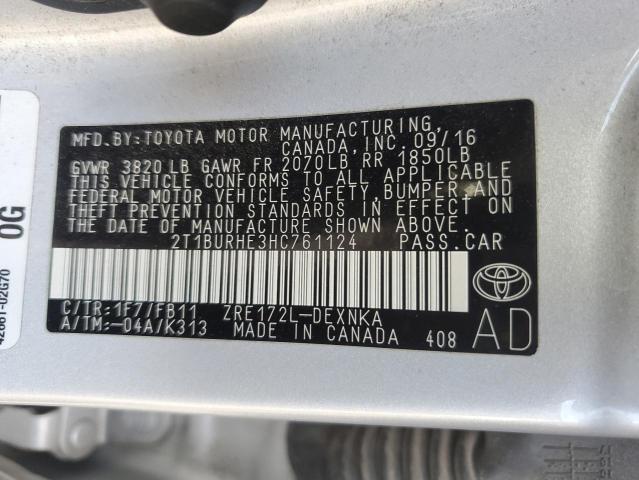 MFD.BY:TOYOTA MOTOR MANUFACTURING,
CANADA, INC. 09/16
GVWR 3820 LB GAWR FR 2070LB RR 1850LB
THIS VEHICLE CONFORMS TO ALL APPLICABLE
FEDERAL MOTOR VEHICLE SAFETY, BUMPER,AND
THEFT PREVENTION STANDARDS IN EFFECT ON
THE DATE OF MANUFACTURE SHOWN ABOVE.
2T1BURHE3HC761124 PASS.CAR
C/TR:1F7/FB11 ZRE172L-DEXNKA
A/TM:-04A/K313 MADE IN CANADA 408
AD
0G
42661-02G70